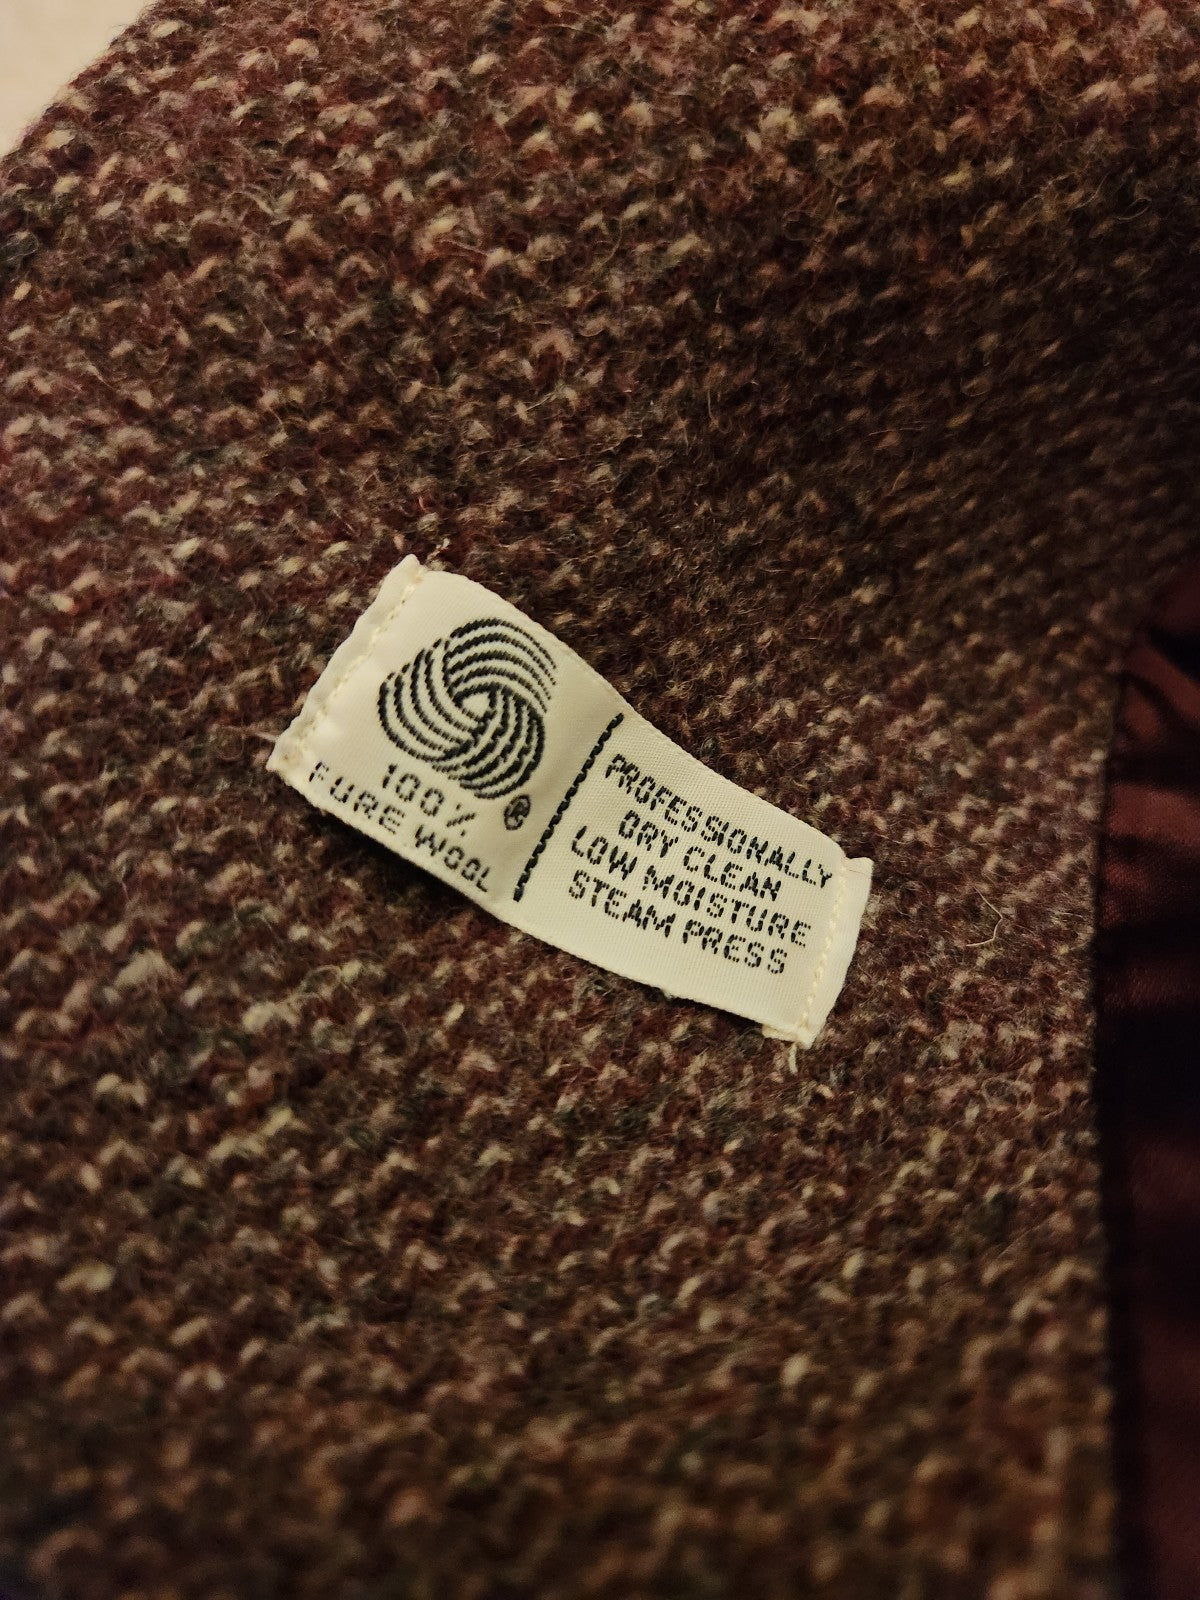 100%
PURE WOOL
®
PROFESSIONALLY
DRY CLEAN
LOW MOISTURE
STEAM PRESS